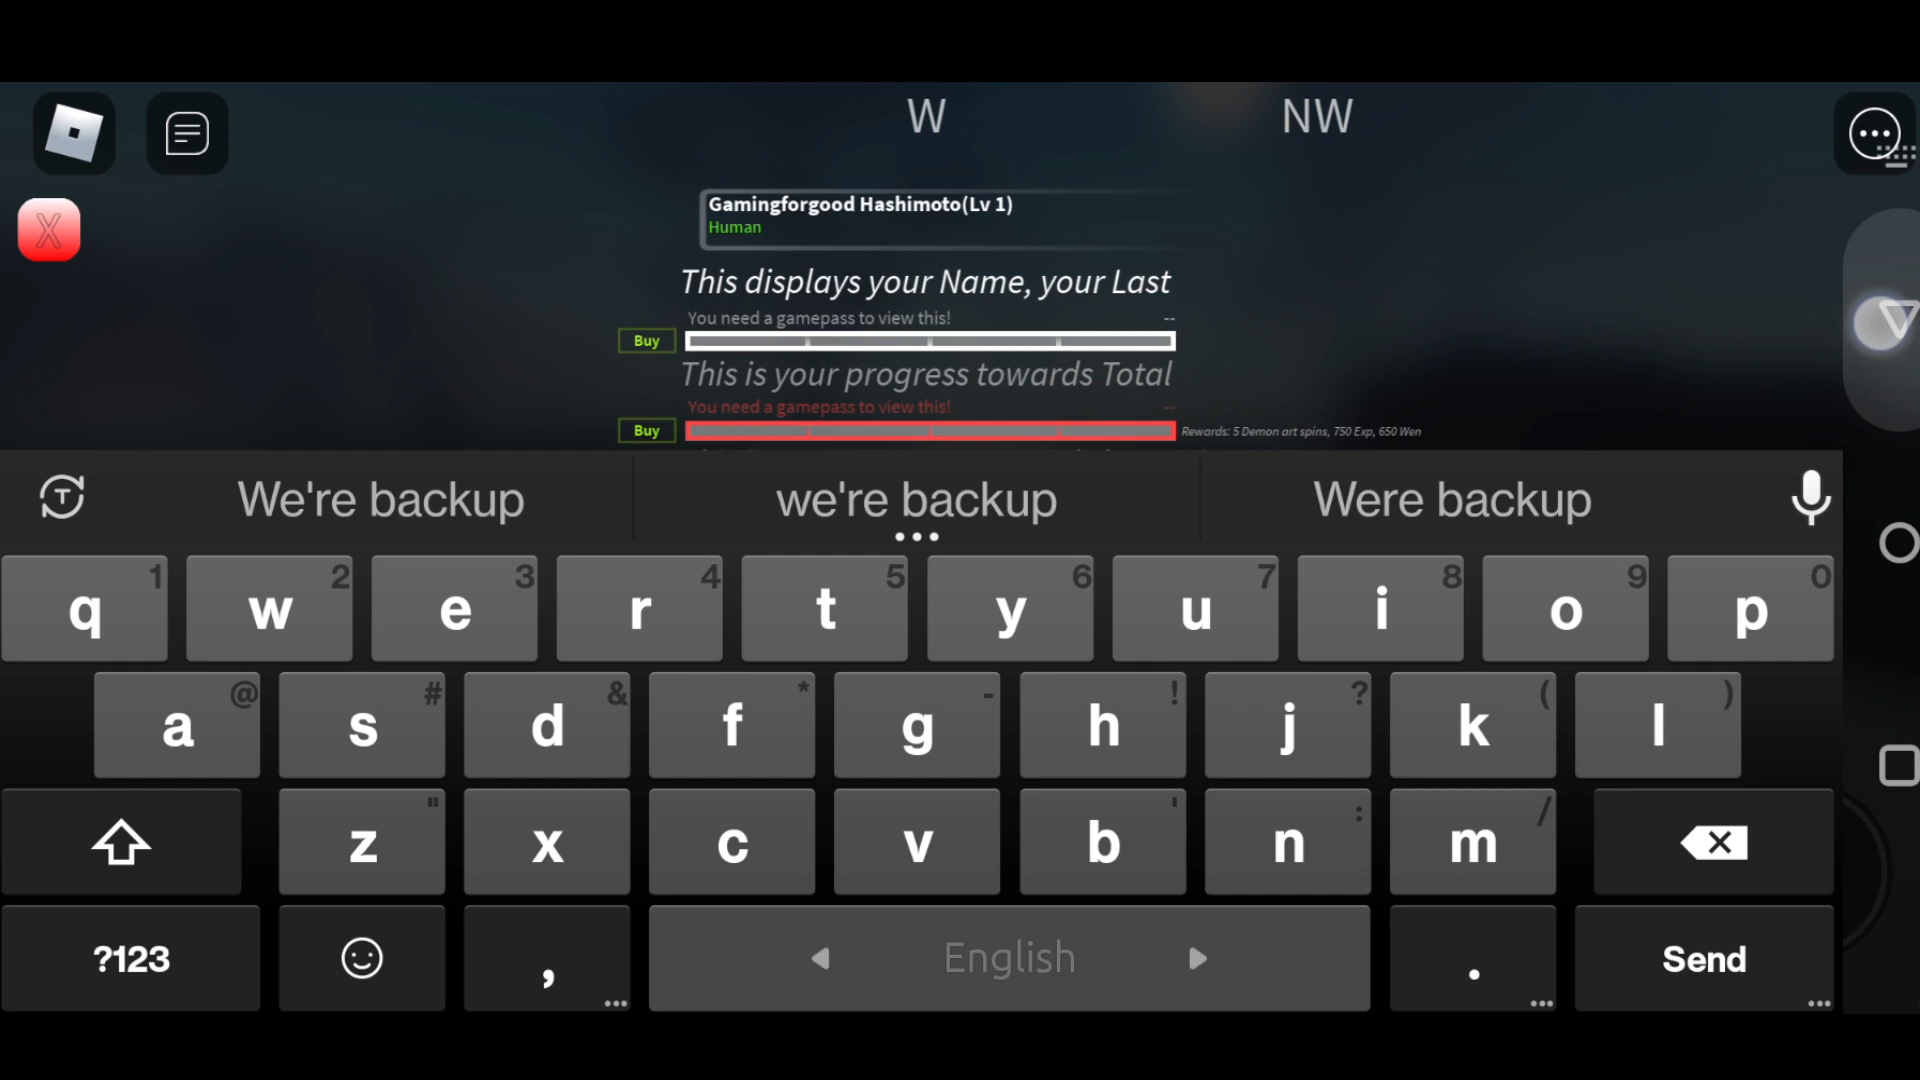 W NW
X
Gamingforgood Hashimoto(Lv 1)
Human
This displays your Name, your Last
You need a gamepass to view this! --
Buy
This is your progress towards Total
You need a gamepass to view this! --
Buy Rewards: 5 Demon art spins, 750 Exp, 650 Wen
T We're backup we're backup Were backup
q 1 w 2 e 3 r 4 t 5 y 6 u 7 i 8 o 9 p 0
a @ s # d & f * g - h ! j ? k ( l )
z " x c v b ' n : m /
?123 , English . Send